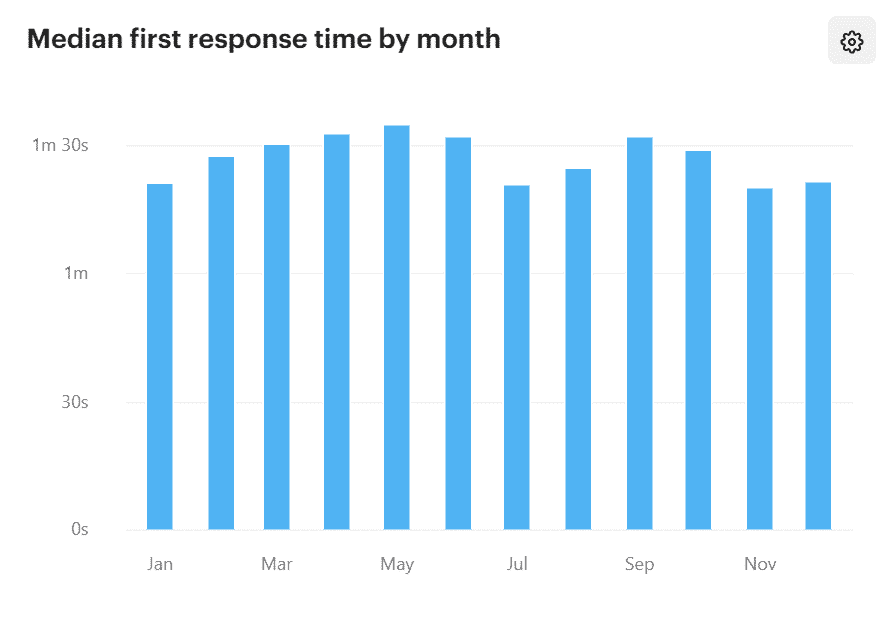 Median first response time by month
1m 30s
1m
30s
0s
Jan Mar May Jul Sep Nov